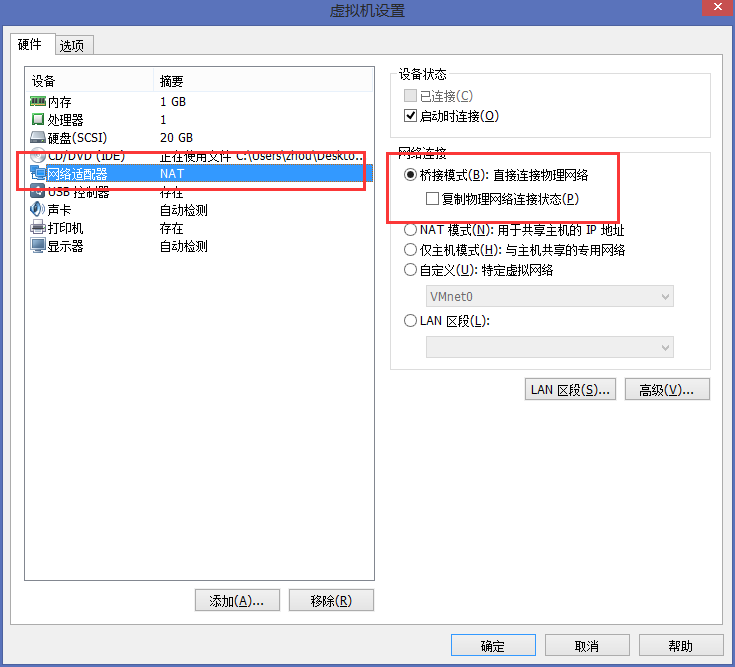 虚拟机设置
硬件 选项
设备 摘要
内存 1 GB
处理器 1
硬盘(SCSI) 20 GB
CD/DVD (IDE) 正在使用文件 C:\Users\zhou\Deskto...
网络适配器 NAT
USB 控制器 存在
声卡 自动检测
打印机 存在
显示器 自动检测
添加(A)... 移除(R)
设备状态
已连接(C)
启动时连接(O)
网络连接
桥接模式(B): 直接连接物理网络
复制物理网络连接状态(P)
NAT 模式(N): 用于共享主机的 IP 地址
仅主机模式(H): 与主机共享的专用网络
自定义(U): 特定虚拟网络
VMnet0
LAN 区段(L):
LAN 区段(S)... 高级(V)...
确定 取消 帮助